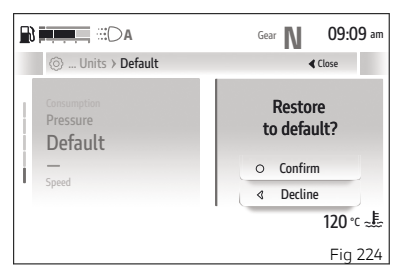 A Gear N 09:09 am
... Units > Default Close
Consumption
Pressure
Default
—
Speed
Restore
to default?
Confirm
Decline
120 °C
Fig 224